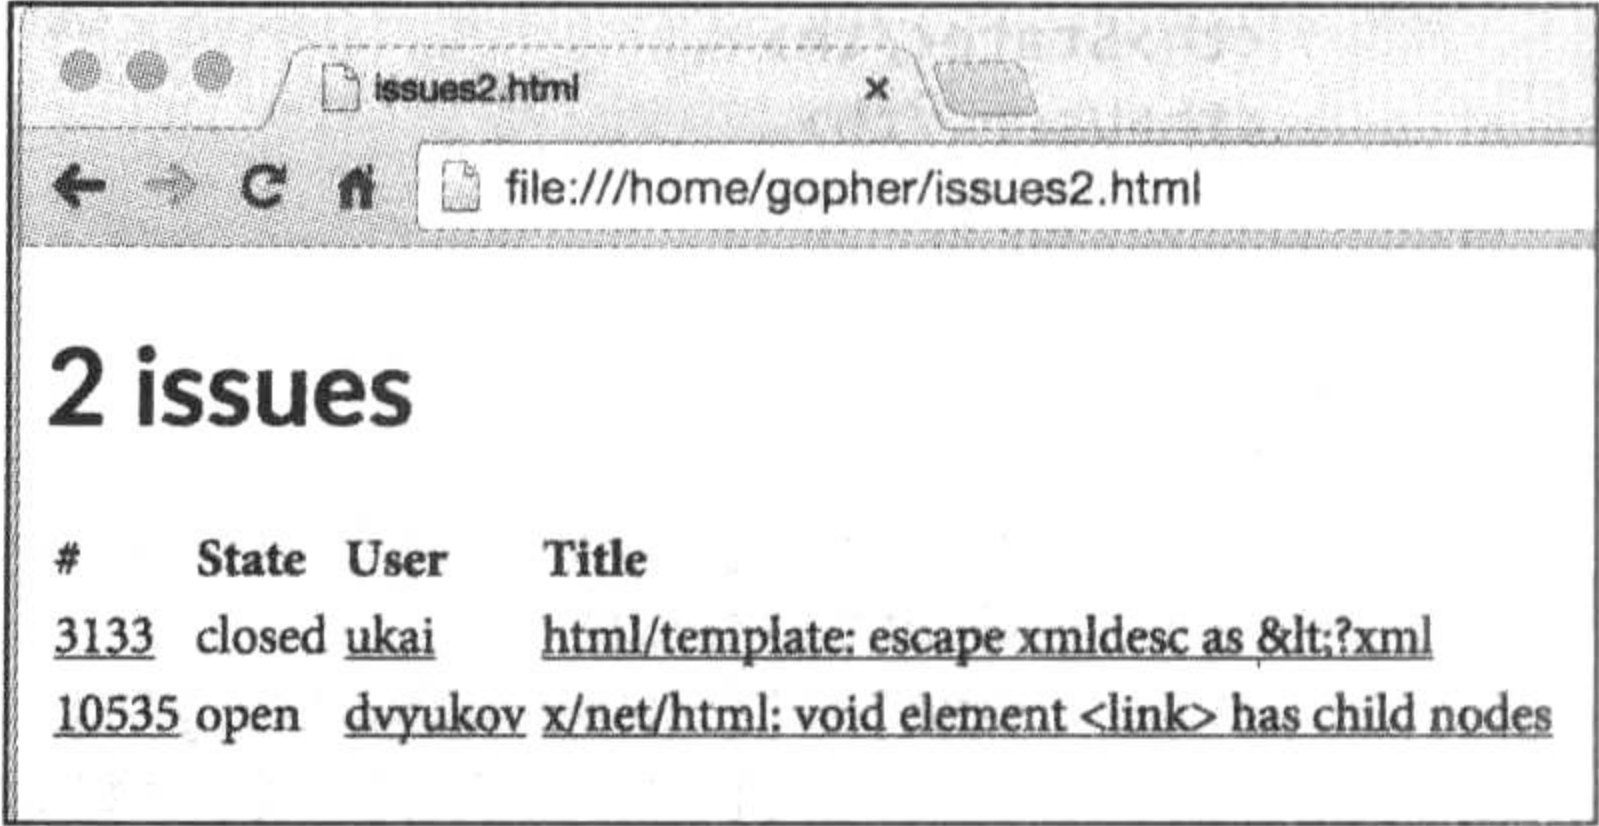 issues2.html
file:///home/gopher/issues2.html
2 issues
# State User Title
3133 closed ukai html/template: escape xmldesc as &lt;?xml
10535 open dvyukov x/net/html: void element <link> has child nodes